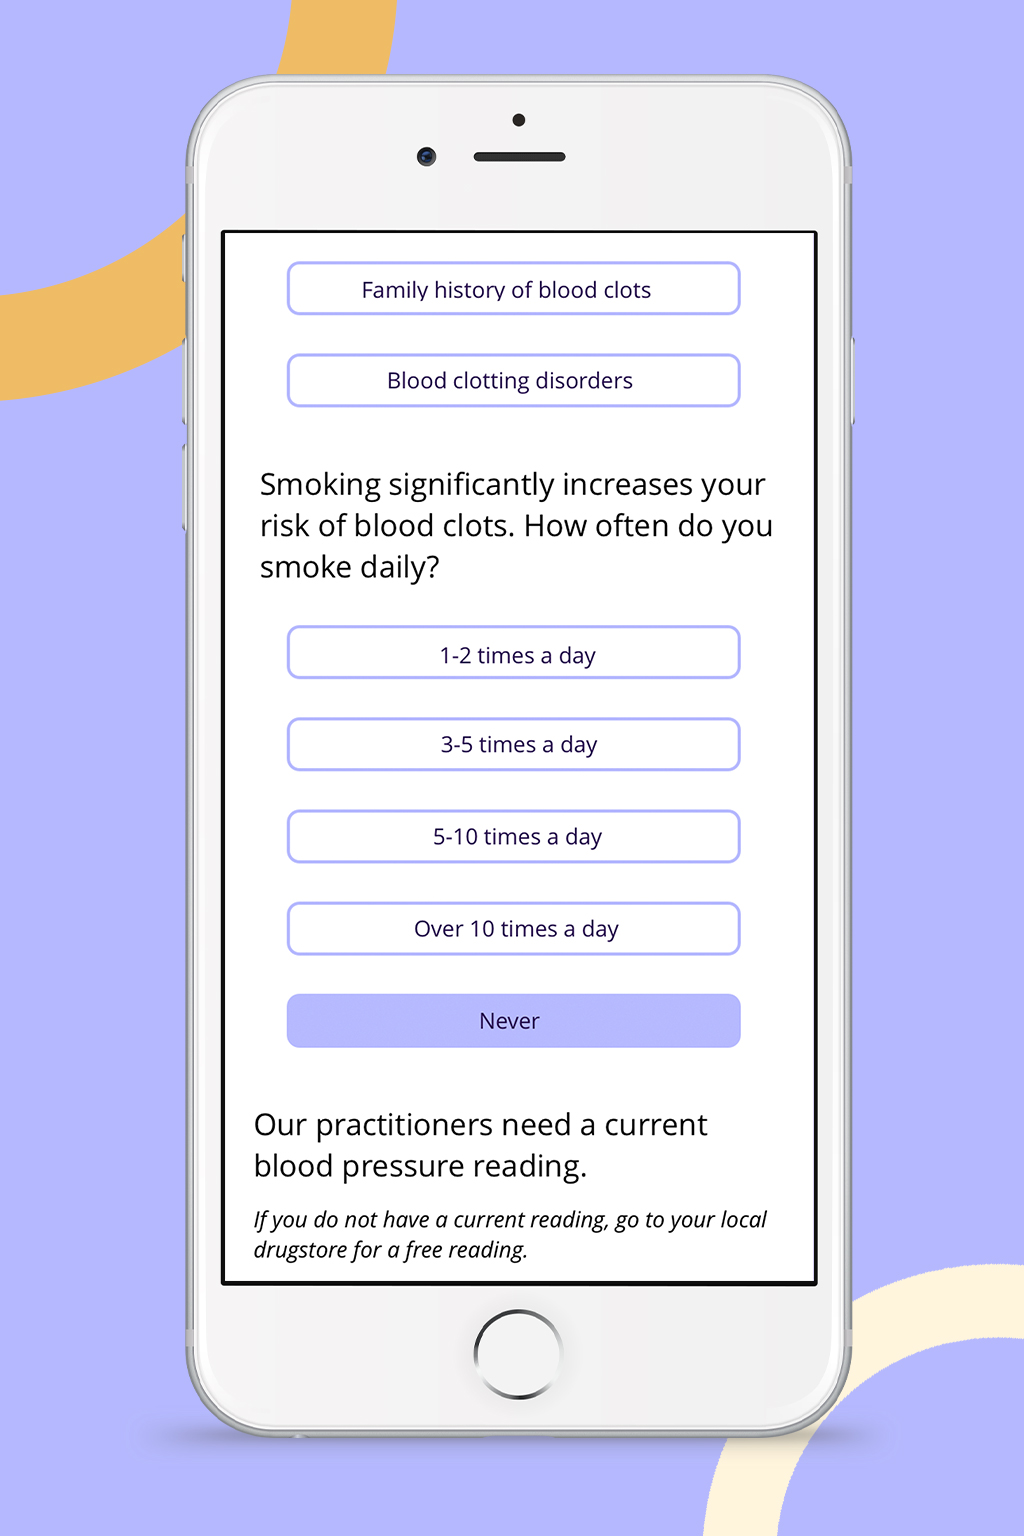 Family history of blood clots
Blood clotting disorders
Smoking significantly increases your
risk of blood clots. How often do you
smoke daily?
1-2 times a day
3-5 times a day
5-10 times a day
Over 10 times a day
Never
Our practitioners need a current
blood pressure reading.
If you do not have a current reading, go to your local
drugstore for a free reading.